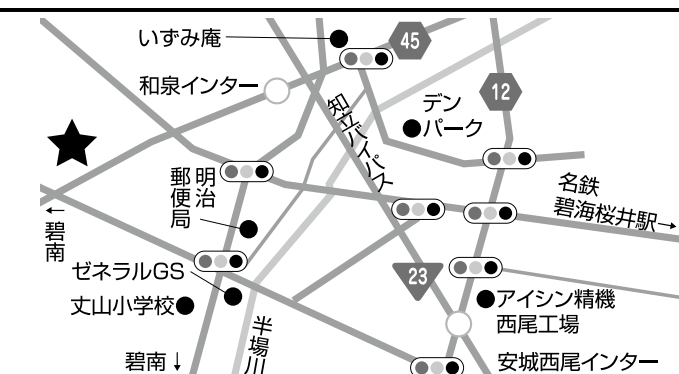 いずみ庵
45
和泉インター
12
デン
パーク
知立バイパス
明治
郵便局
名鉄
碧海桜井駅→
←
碧南
ゼネラルGS
23
丈山小学校
アイシン精機
西尾工場
半場川
碧南↓
安城西尾インター